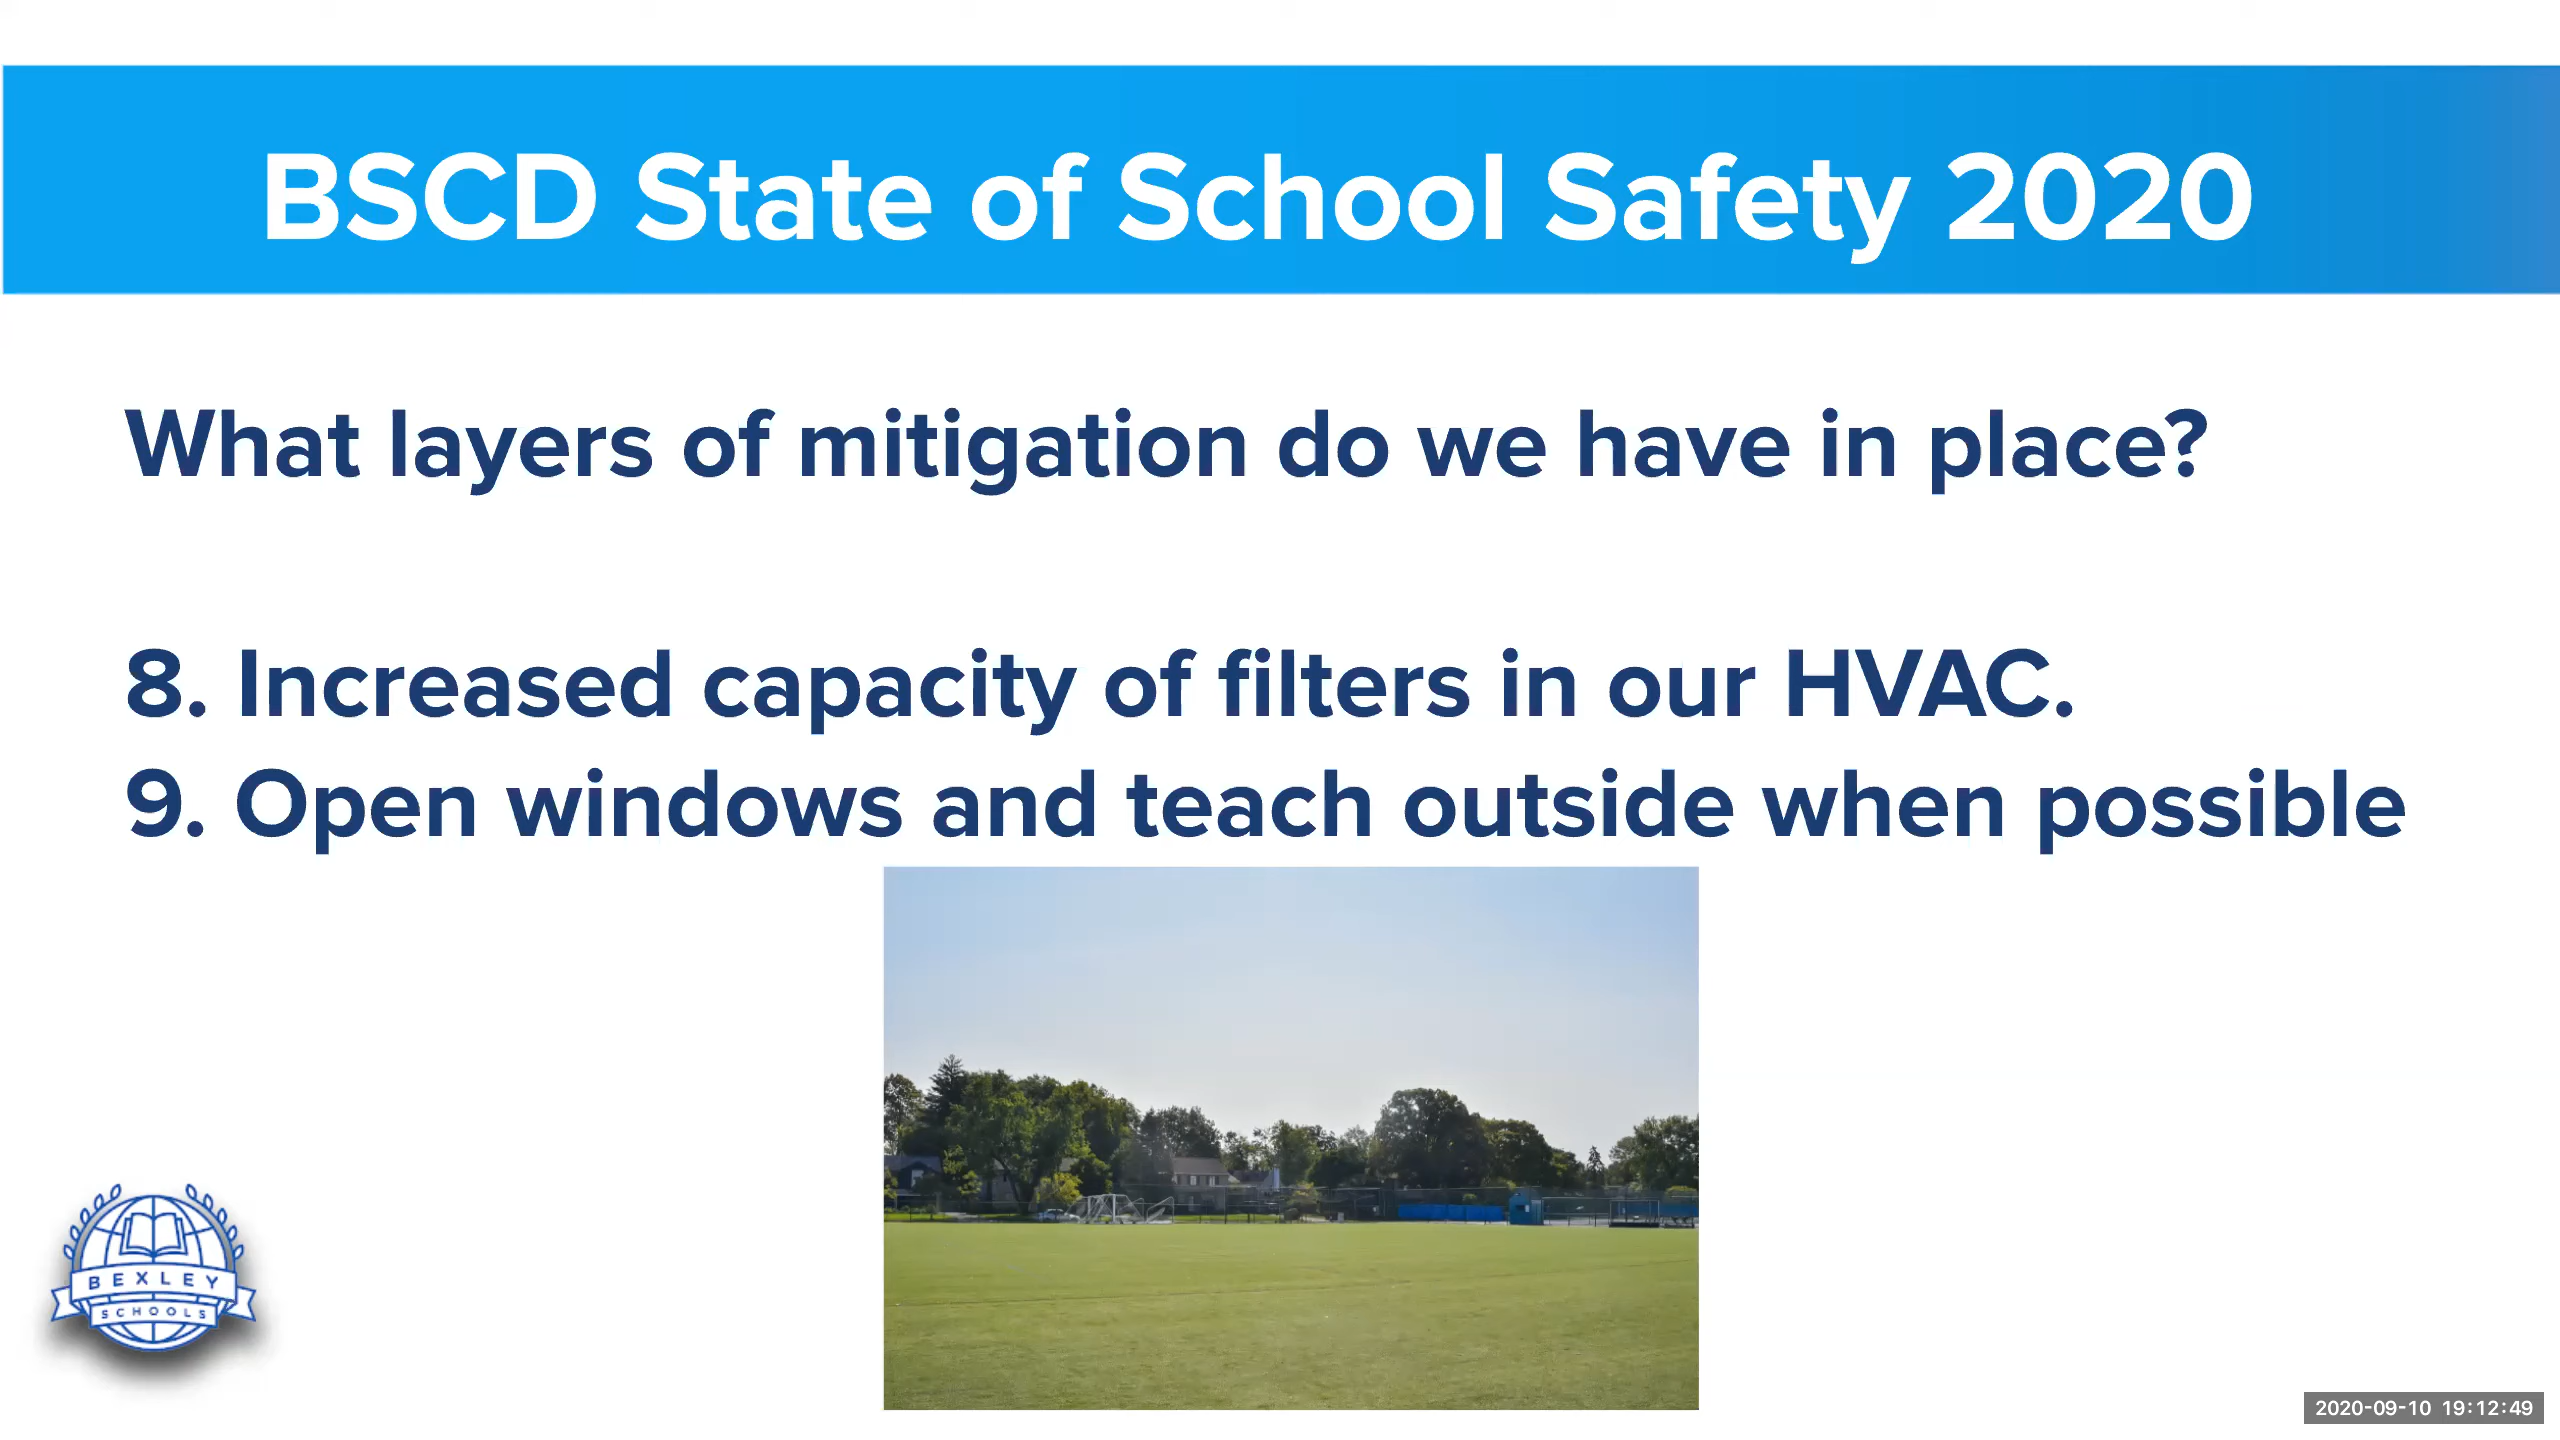 BSCD State of School Safety 2020
What layers of mitigation do we have in place?
8. Increased capacity of filters in our HVAC.
9. Open windows and teach outside when possible
BEXLEY
SCHOOLS
2020-09-10 19:12:49